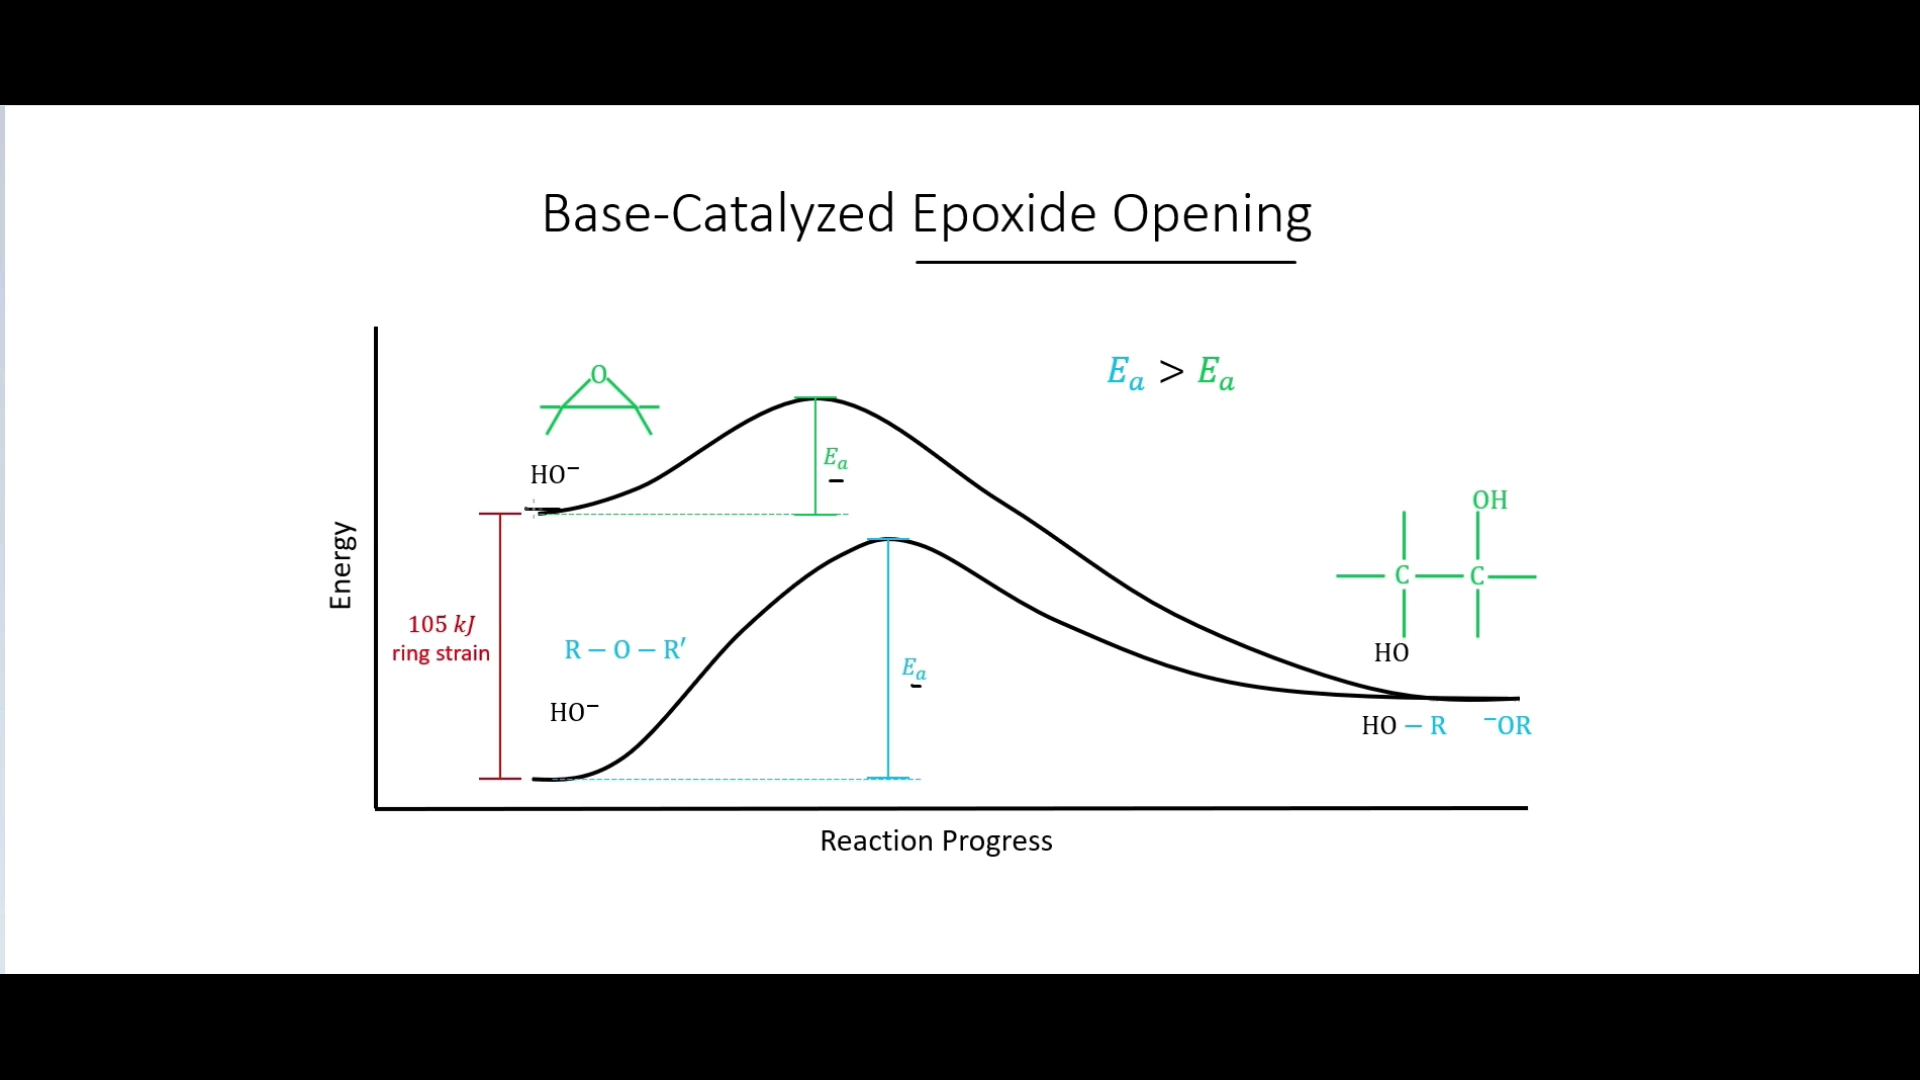 Base-Catalyzed Epoxide Opening
Eₐ > Eₐ
O
HO⁻
Eₐ
OH
C C
HO
Energy
105 kJ
ring strain
R – O – R′
HO⁻
Eₐ
HO – R ⁻OR
Reaction Progress